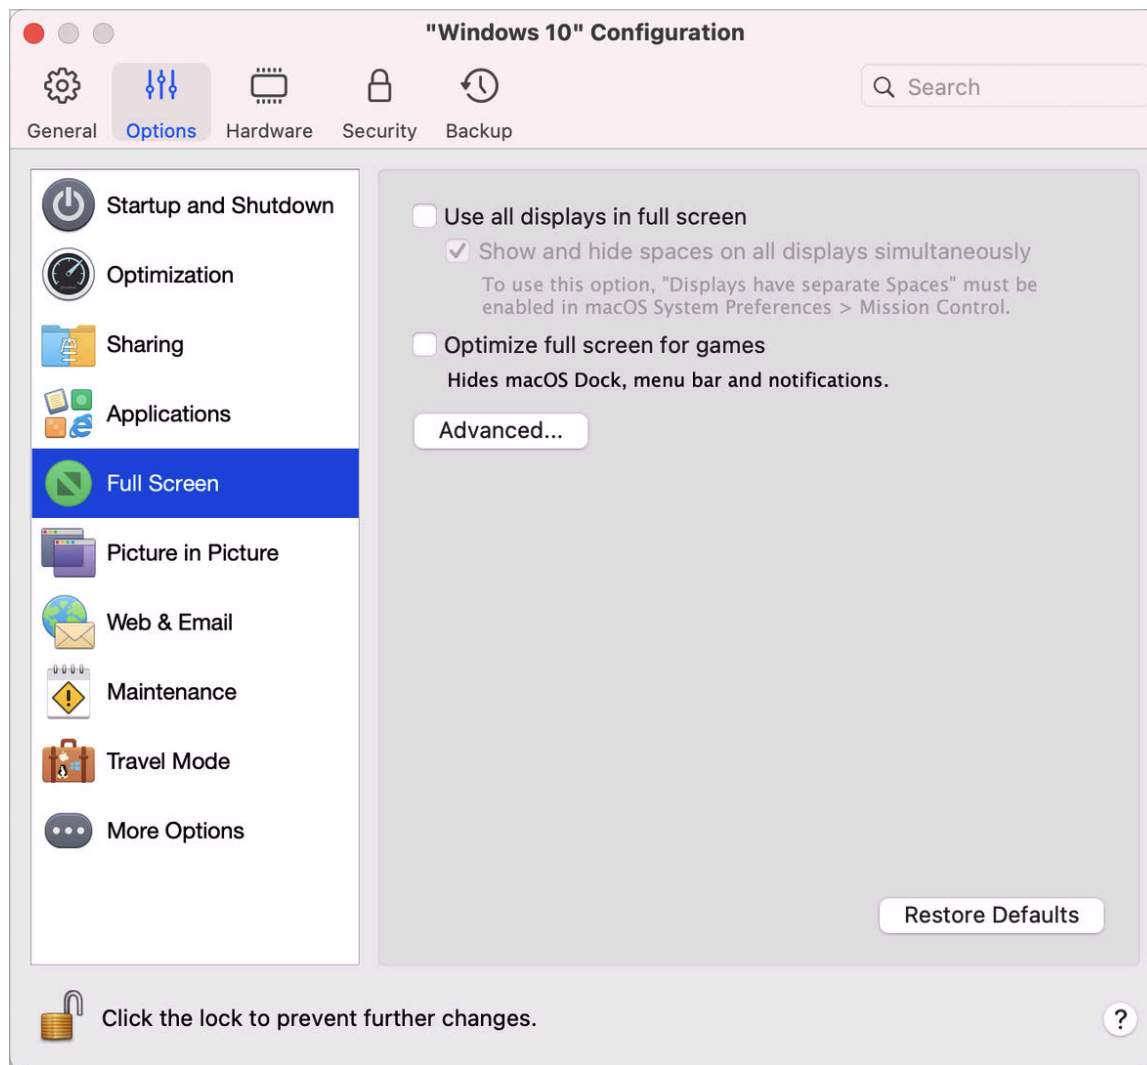 "Windows 10" Configuration
General
Options
Hardware
Security
Backup
Search
Startup and Shutdown
Optimization
Sharing
Applications
Full Screen
Picture in Picture
Web & Email
Maintenance
Travel Mode
More Options
Use all displays in full screen
Show and hide spaces on all displays simultaneously
To use this option, "Displays have separate Spaces" must be
enabled in macOS System Preferences > Mission Control.
Optimize full screen for games
Hides macOS Dock, menu bar and notifications.
Advanced...
Restore Defaults
Click the lock to prevent further changes.
?